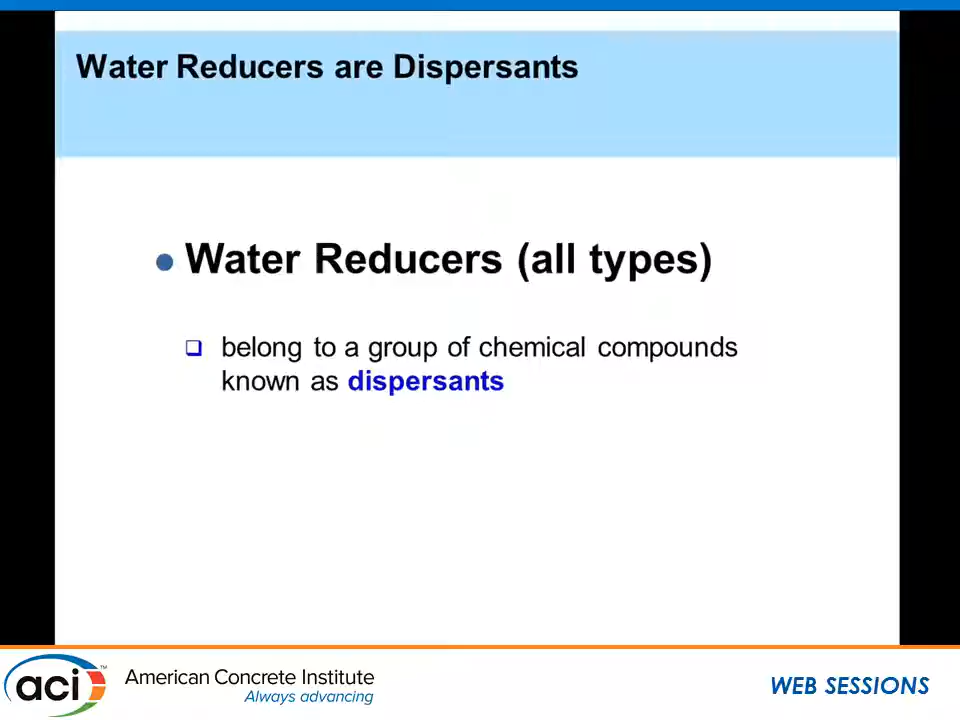 Water Reducers are Dispersants
Water Reducers (all types)
belong to a group of chemical compounds
known as dispersants
aci™
American Concrete Institute
Always advancing
WEB SESSIONS